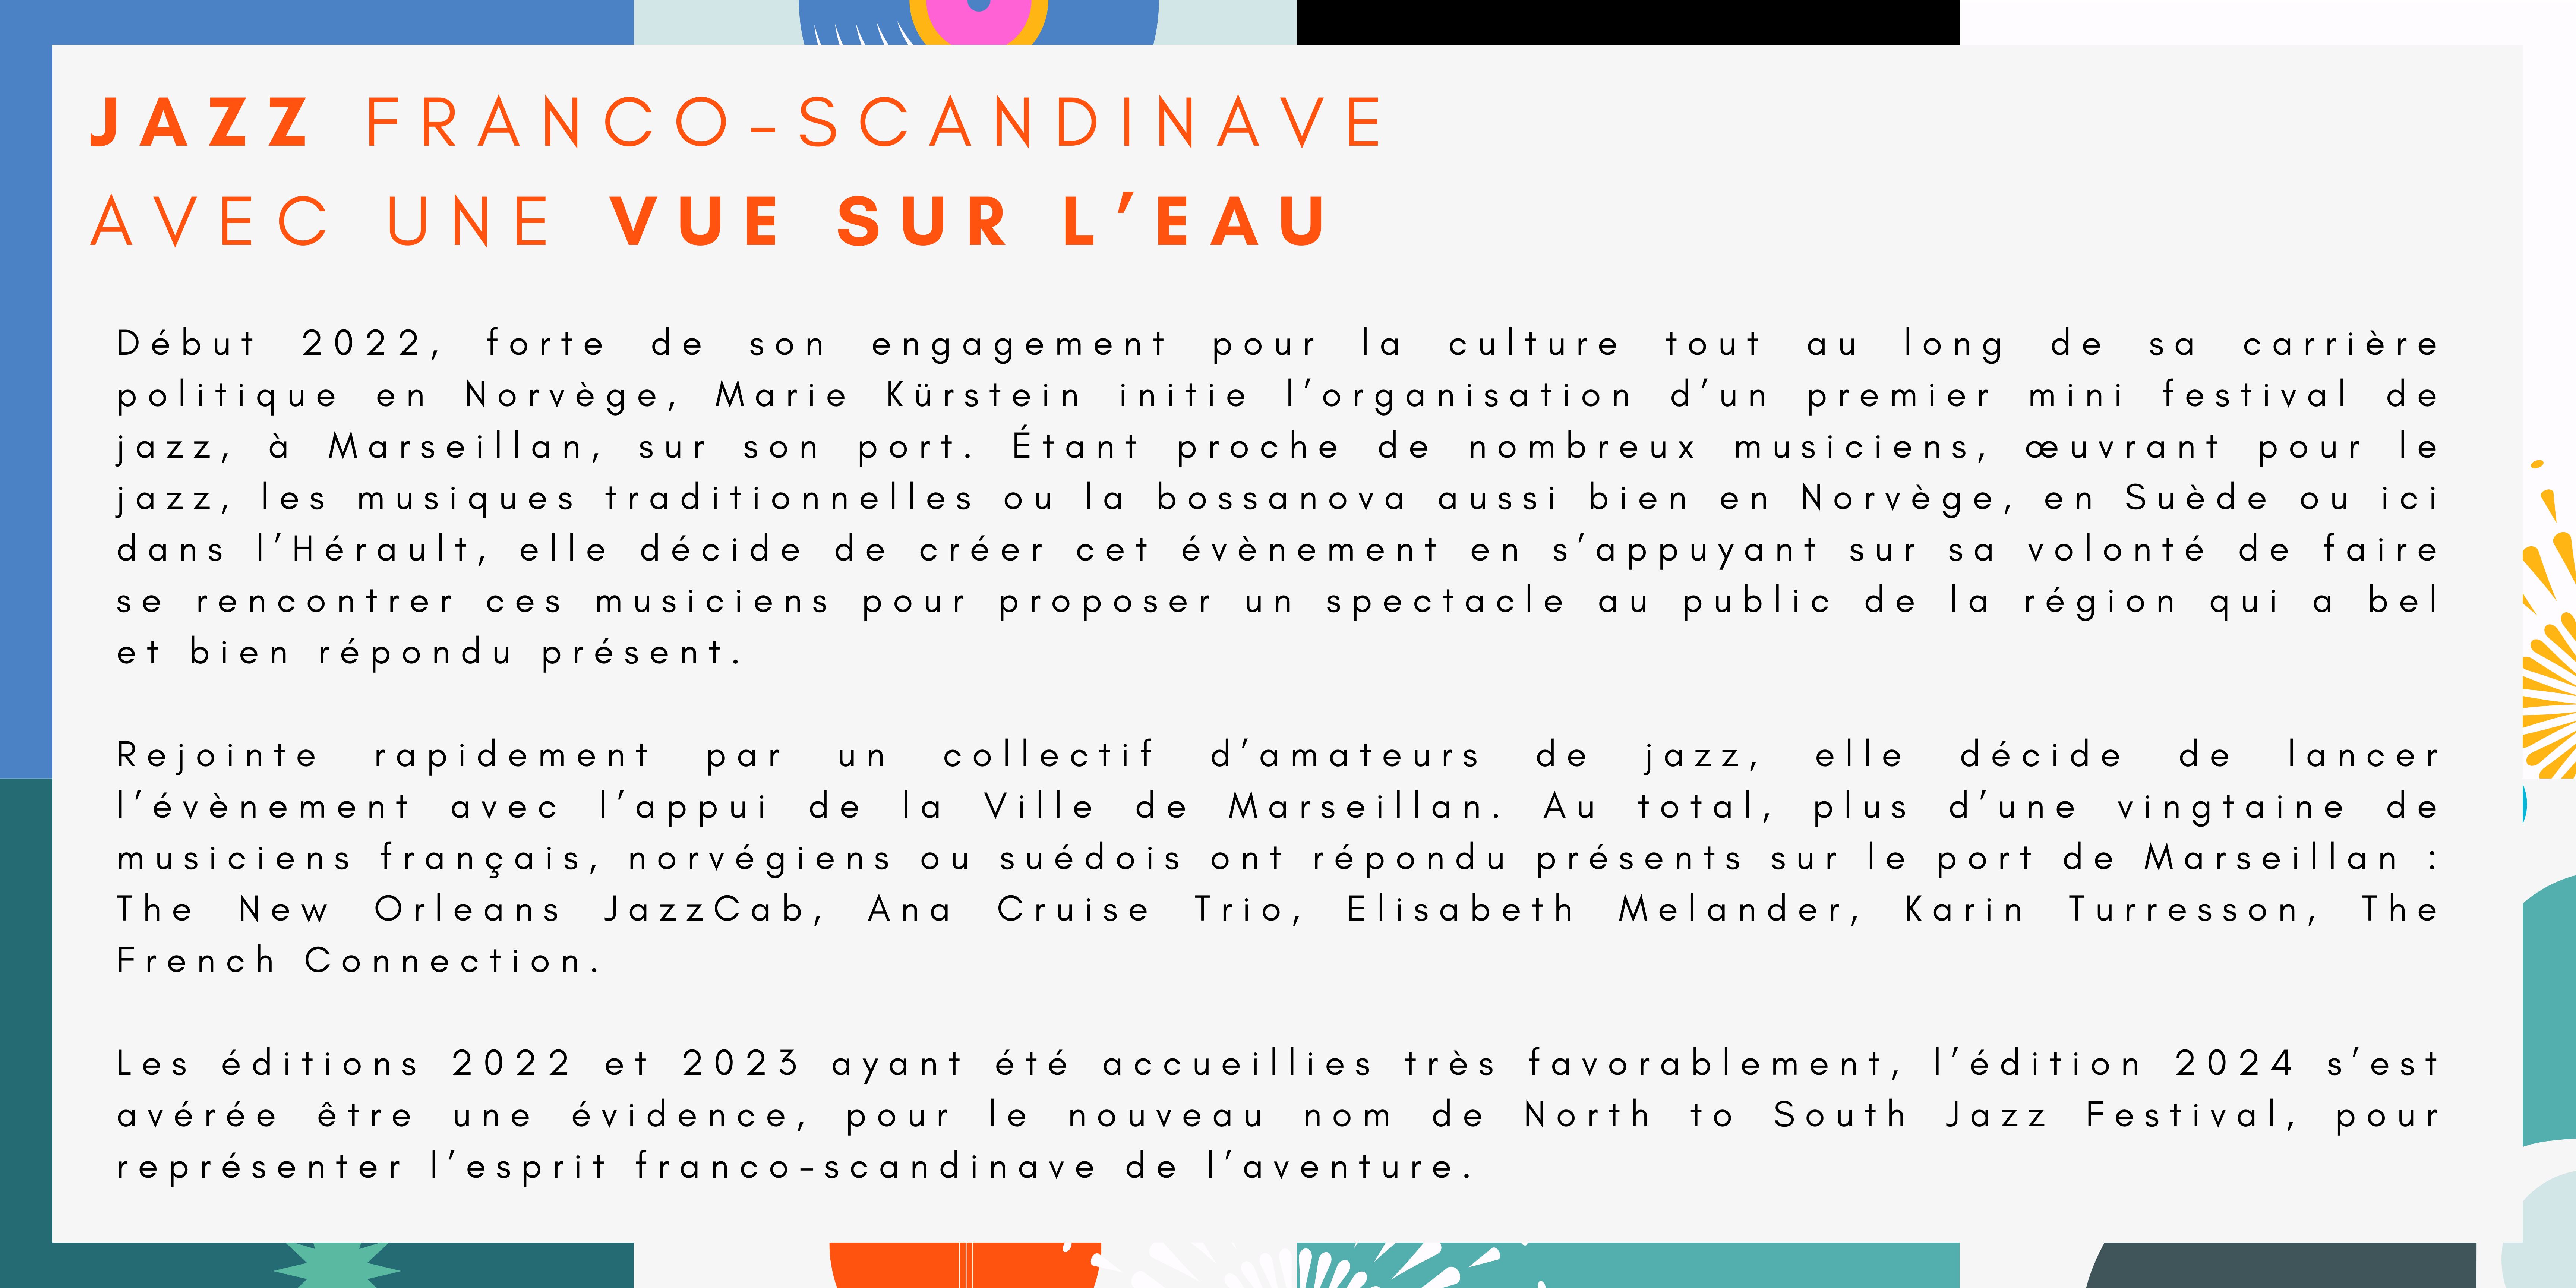 JAZZ FRANCO-SCANDINAVE
AVEC UNE VUE SUR L’EAU
Début 2022, forte de son engagement pour la culture tout au long de sa carrière
politique en Norvège, Marie Kürstein initie l’organisation d’un premier mini festival de
jazz, à Marseillan, sur son port. Étant proche de nombreux musiciens, œuvrant pour le
jazz, les musiques traditionnelles ou la bossanova aussi bien en Norvège, en Suède ou ici
dans l’Hérault, elle décide de créer cet évènement en s’appuyant sur sa volonté de faire
se rencontrer ces musiciens pour proposer un spectacle au public de la région qui a bel
et bien répondu présent.
Rejointe rapidement par un collectif d’amateurs de jazz, elle décide de lancer
l’évènement avec l’appui de la Ville de Marseillan. Au total, plus d’une vingtaine de
musiciens français, norvégiens ou suédois ont répondu présents sur le port de Marseillan :
The New Orleans JazzCab, Ana Cruise Trio, Elisabeth Melander, Karin Turresson, The
French Connection.
Les éditions 2022 et 2023 ayant été accueillies très favorablement, l’édition 2024 s’est
avérée être une évidence, pour le nouveau nom de North to South Jazz Festival, pour
représenter l’esprit franco-scandinave de l’aventure.